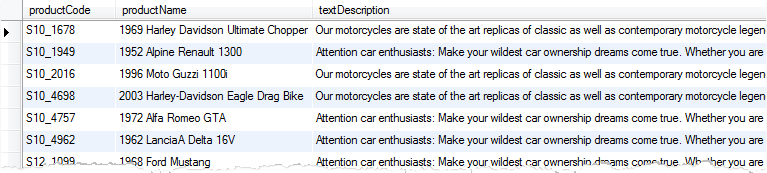 productCode productName textDescription
S10_1678 1969 Harley Davidson Ultimate Chopper Our motorcycles are state of the art replicas of classic as well as contemporary motorcycle legen
S10_1949 1952 Alpine Renault 1300 Attention car enthusiasts: Make your wildest car ownership dreams come true. Whether you are
S10_2016 1996 Moto Guzzi 1100i Our motorcycles are state of the art replicas of classic as well as contemporary motorcycle legen
S10_4698 2003 Harley-Davidson Eagle Drag Bike Our motorcycles are state of the art replicas of classic as well as contemporary motorcycle legen
S10_4757 1972 Alfa Romeo GTA Attention car enthusiasts: Make your wildest car ownership dreams come true. Whether you are
S10_4962 1962 LanciaA Delta 16V Attention car enthusiasts: Make your wildest car ownership dreams come true. Whether you are
S12_1099 1968 Ford Mustang Attention car enthusiasts: Make your wildest car ownership dreams come true. Whether you are